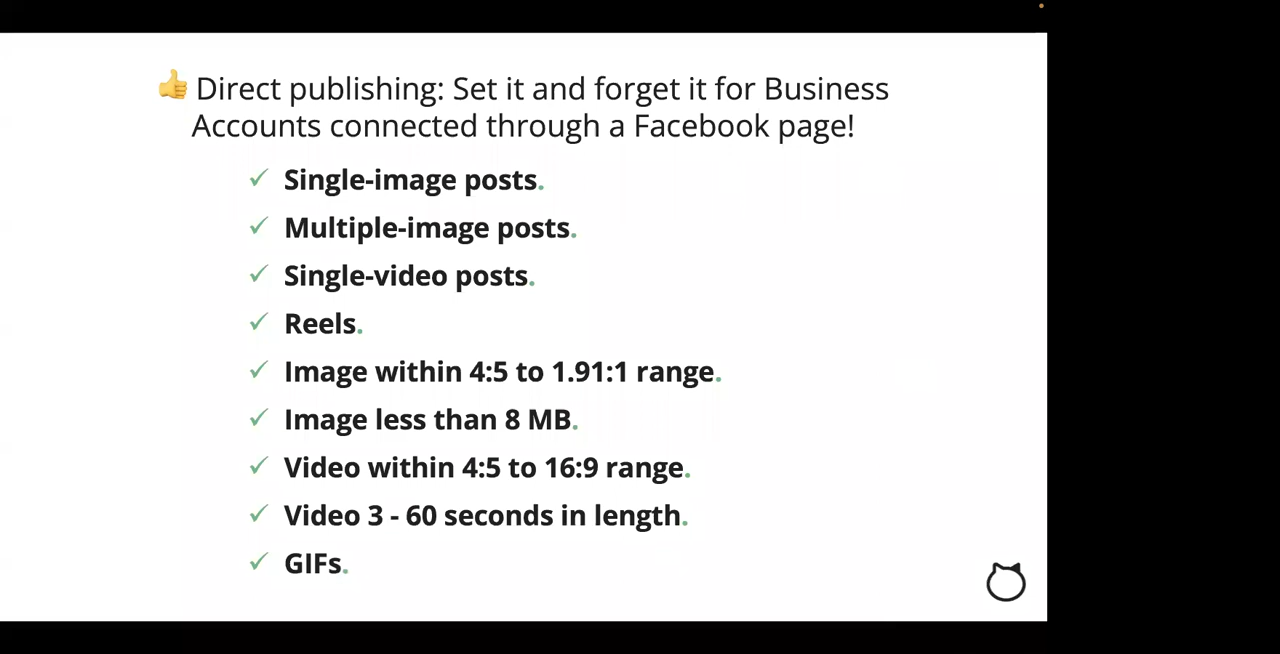 👍 Direct publishing: Set it and forget it for Business
Accounts connected through a Facebook page!
✓ Single-image posts.
✓ Multiple-image posts.
✓ Single-video posts.
✓ Reels.
✓ Image within 4:5 to 1.91:1 range.
✓ Image less than 8 MB.
✓ Video within 4:5 to 16:9 range.
✓ Video 3 - 60 seconds in length.
✓ GIFs.